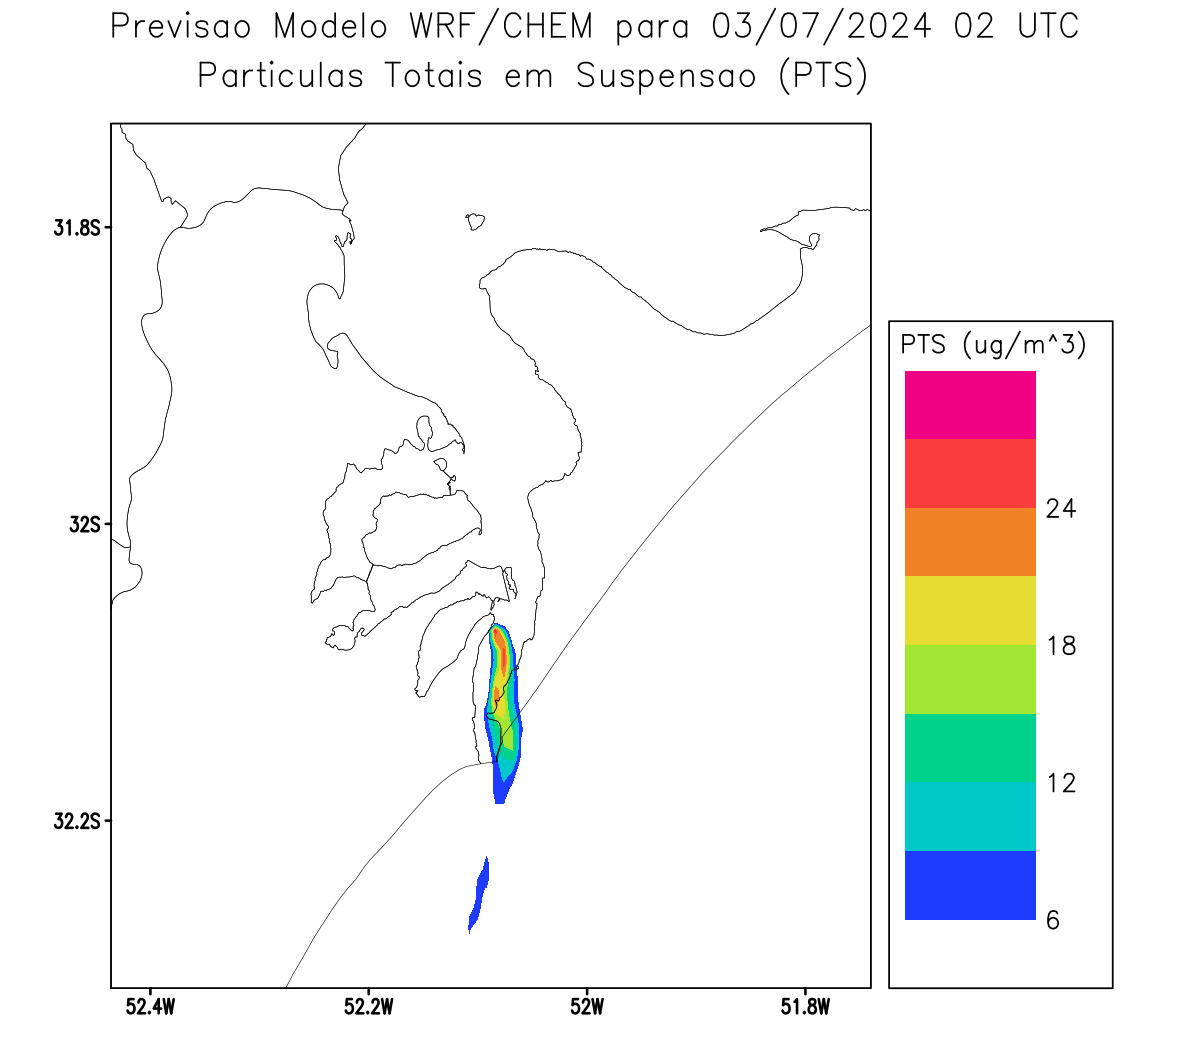 Previsao Modelo WRF/CHEM para 03/07/2024 02 UTC
Particulas Totais em Suspensao (PTS)
31.8S
32S
32.2S
52.4W
52.2W
52W
51.8W
PTS (ug/m^3)
24
18
12
6